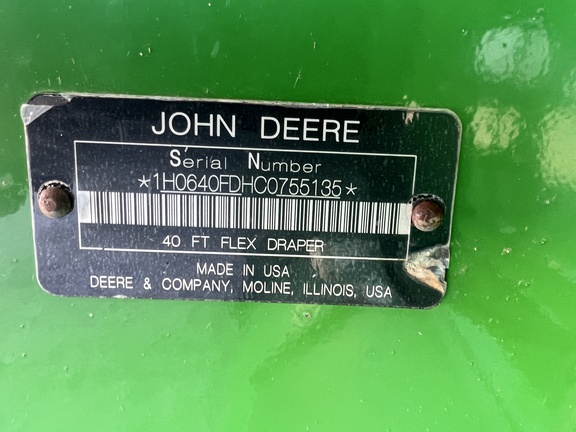 JOHN DEERE
Serial Number
*1H0640FDHC0755135*
40 FT FLEX DRAPER
MADE IN USA
DEERE & COMPANY, MOLINE, ILLINOIS, USA